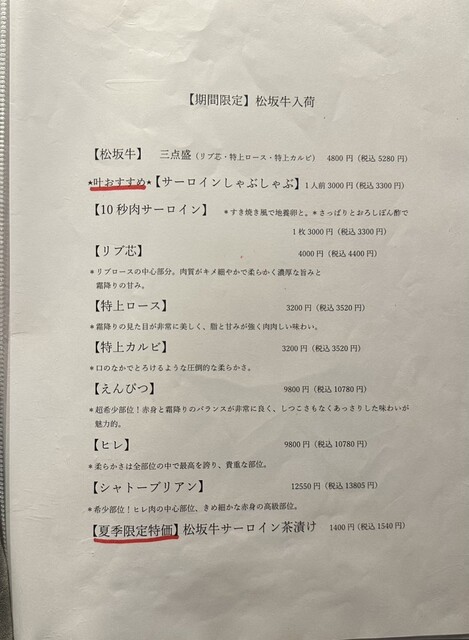 【期間限定】松坂牛入荷
【松坂牛】 三点盛(リブ芯・特上ロース・特上カルビ) 4800円(税込5280円)
★叶おすすめ★【サーロインしゃぶしゃぶ】1人前3000円(税込3300円)
【10秒肉サーロイン】 *すき焼き風で地養卵と。*さっぱりとおろしぽん酢で
1枚3000円(税込3300円)
【リブ芯】 4000円(税込4400円)
*リブロースの中心部分。肉質がキメ細やかで柔らかく濃厚な旨みと
霜降りの甘み。
【特上ロース】 3200円(税込3520円)
*霜降りの見た目が非常に美しく、脂と甘みが強く肉肉しい味わい。
【特上カルビ】 3200円(税込3520円)
*口のなかでとろけるような圧倒的な柔らかさ。
【えんぴつ】 9800円(税込10780円)
*超希少部位!赤身と霜降りのバランスが非常に良く、しつこさもなくあっさりした味わいが
魅力的。
【ヒレ】 9800円(税込10780円)
*柔らかさは全部位の中で最高を誇り、貴重な部位。
【シャトーブリアン】 12550円(税込13805円)
*希少部位!ヒレ肉の中心部位、きめ細かな赤身の高級部位。
【夏季限定特価】松坂牛サーロイン茶漬け 1400円(税込1540円)